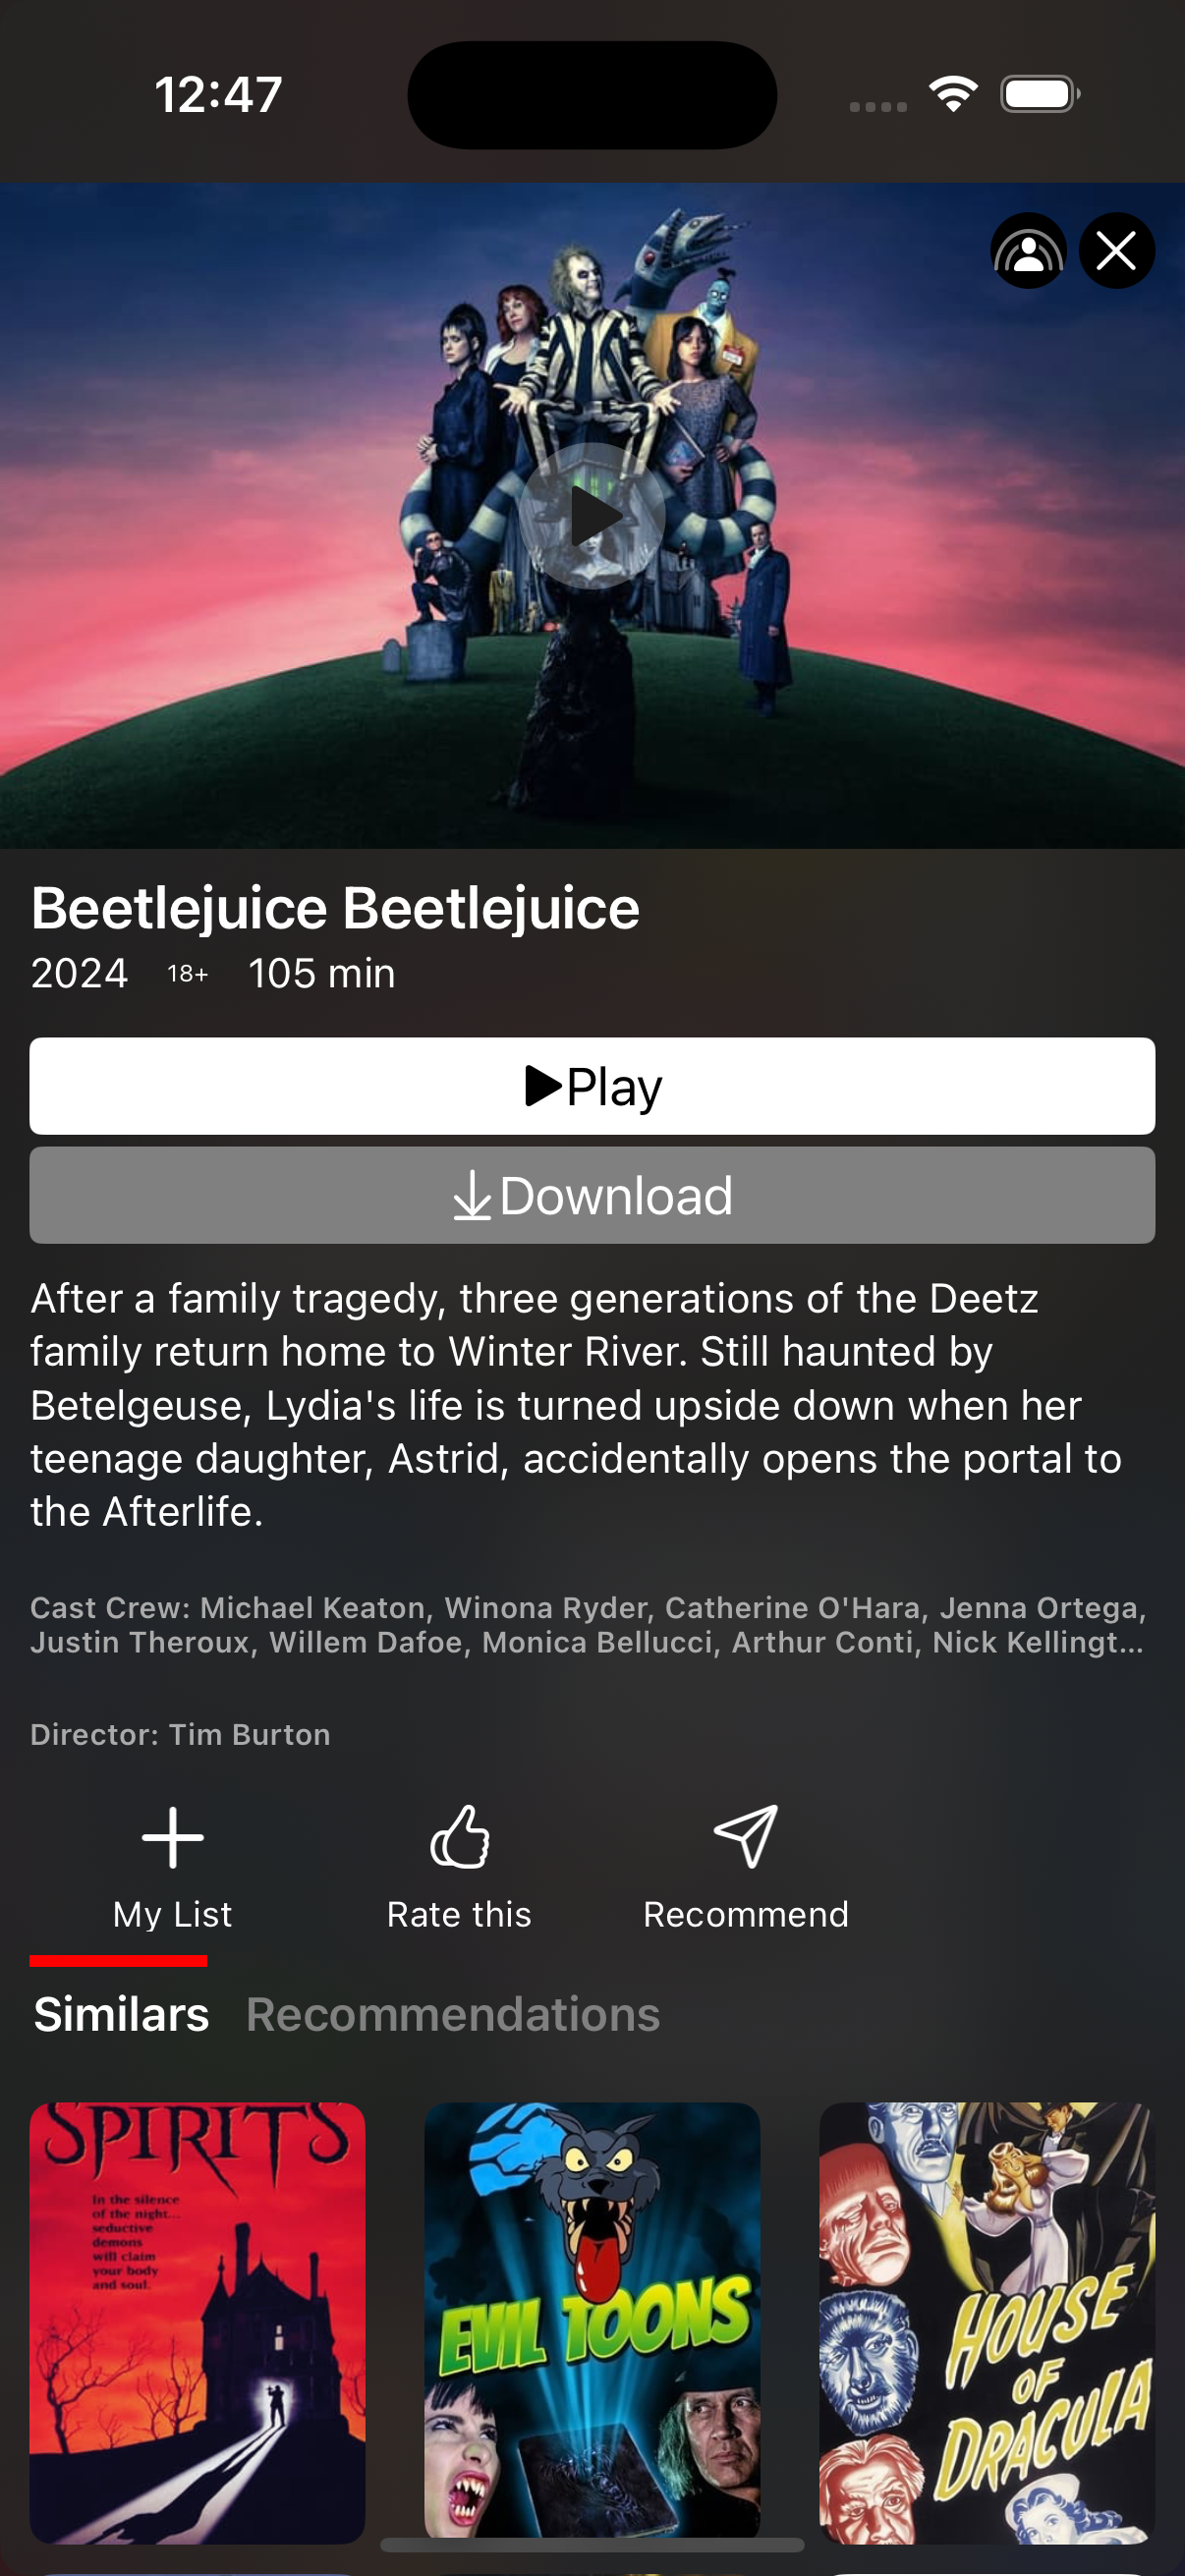 12:47
Beetlejuice Beetlejuice
2024 18+ 105 min
Play
Download
After a family tragedy, three generations of the Deetz
family return home to Winter River. Still haunted by
Betelgeuse, Lydia's life is turned upside down when her
teenage daughter, Astrid, accidentally opens the portal to
the Afterlife.
Cast Crew: Michael Keaton, Winona Ryder, Catherine O'Hara, Jenna Ortega,
Justin Theroux, Willem Dafoe, Monica Bellucci, Arthur Conti, Nick Kellingt...
Director: Tim Burton
My List Rate this Recommend
Similars Recommendations
SPIRITS
In the silence
of the night...
seductive
demons
will claim
your body
and soul.
EVIL TOONS
HOUSE
OF
DRACULA